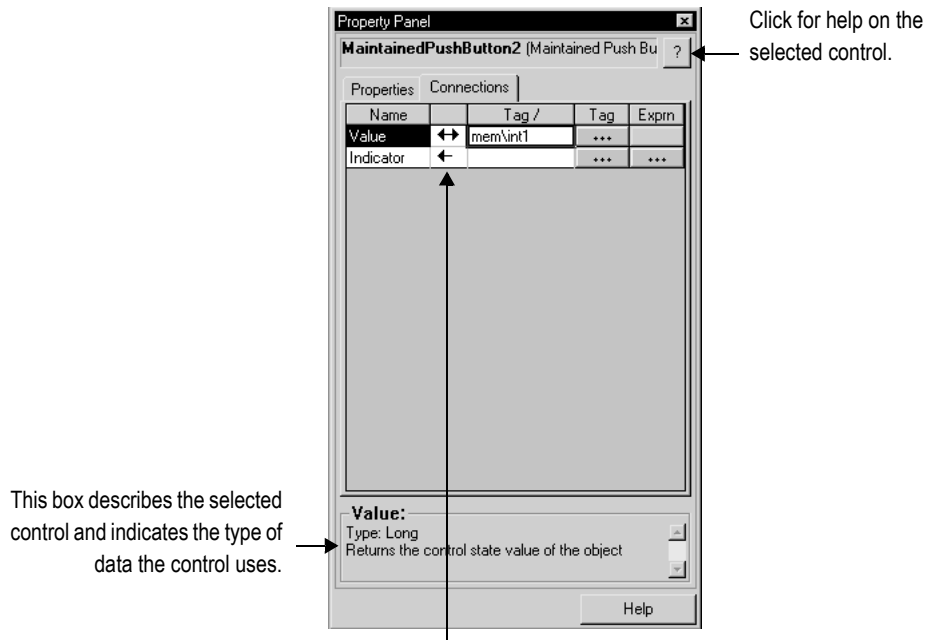 Property Panel
MaintainedPushButton2 (Maintained Push Bu
?
Click for help on the
selected control.
Properties Connections
Name Tag / Tag Exprn
Value mem\int1 ...
Indicator ... ...
This box describes the selected
control and indicates the type of
data the control uses.
Value:
Type: Long
Returns the control state value of the object
Help